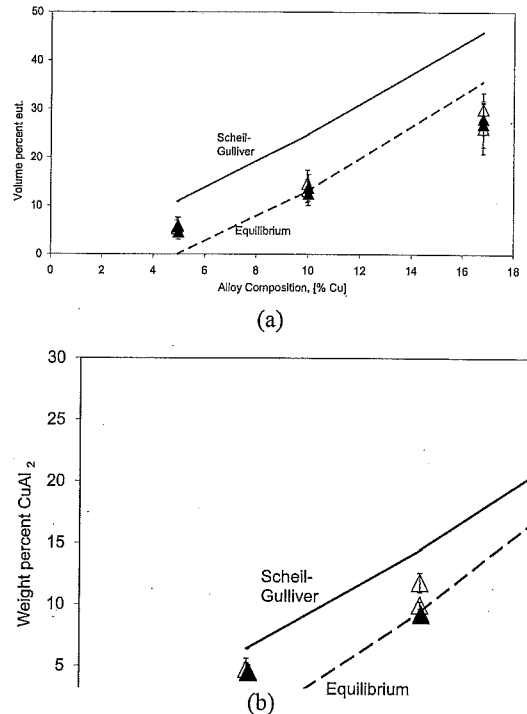 50
40
30
20
10
0
Volume percent eut.
Scheil-
Gulliver
Equilibrium
0 2 4 6 8 10 12 14 16 18
Alloy Composition, [% Cu]
(a)
30
25
20
15
10
5
Weight percent CuAl2
Scheil-
Gulliver
Equilibrium
(b)